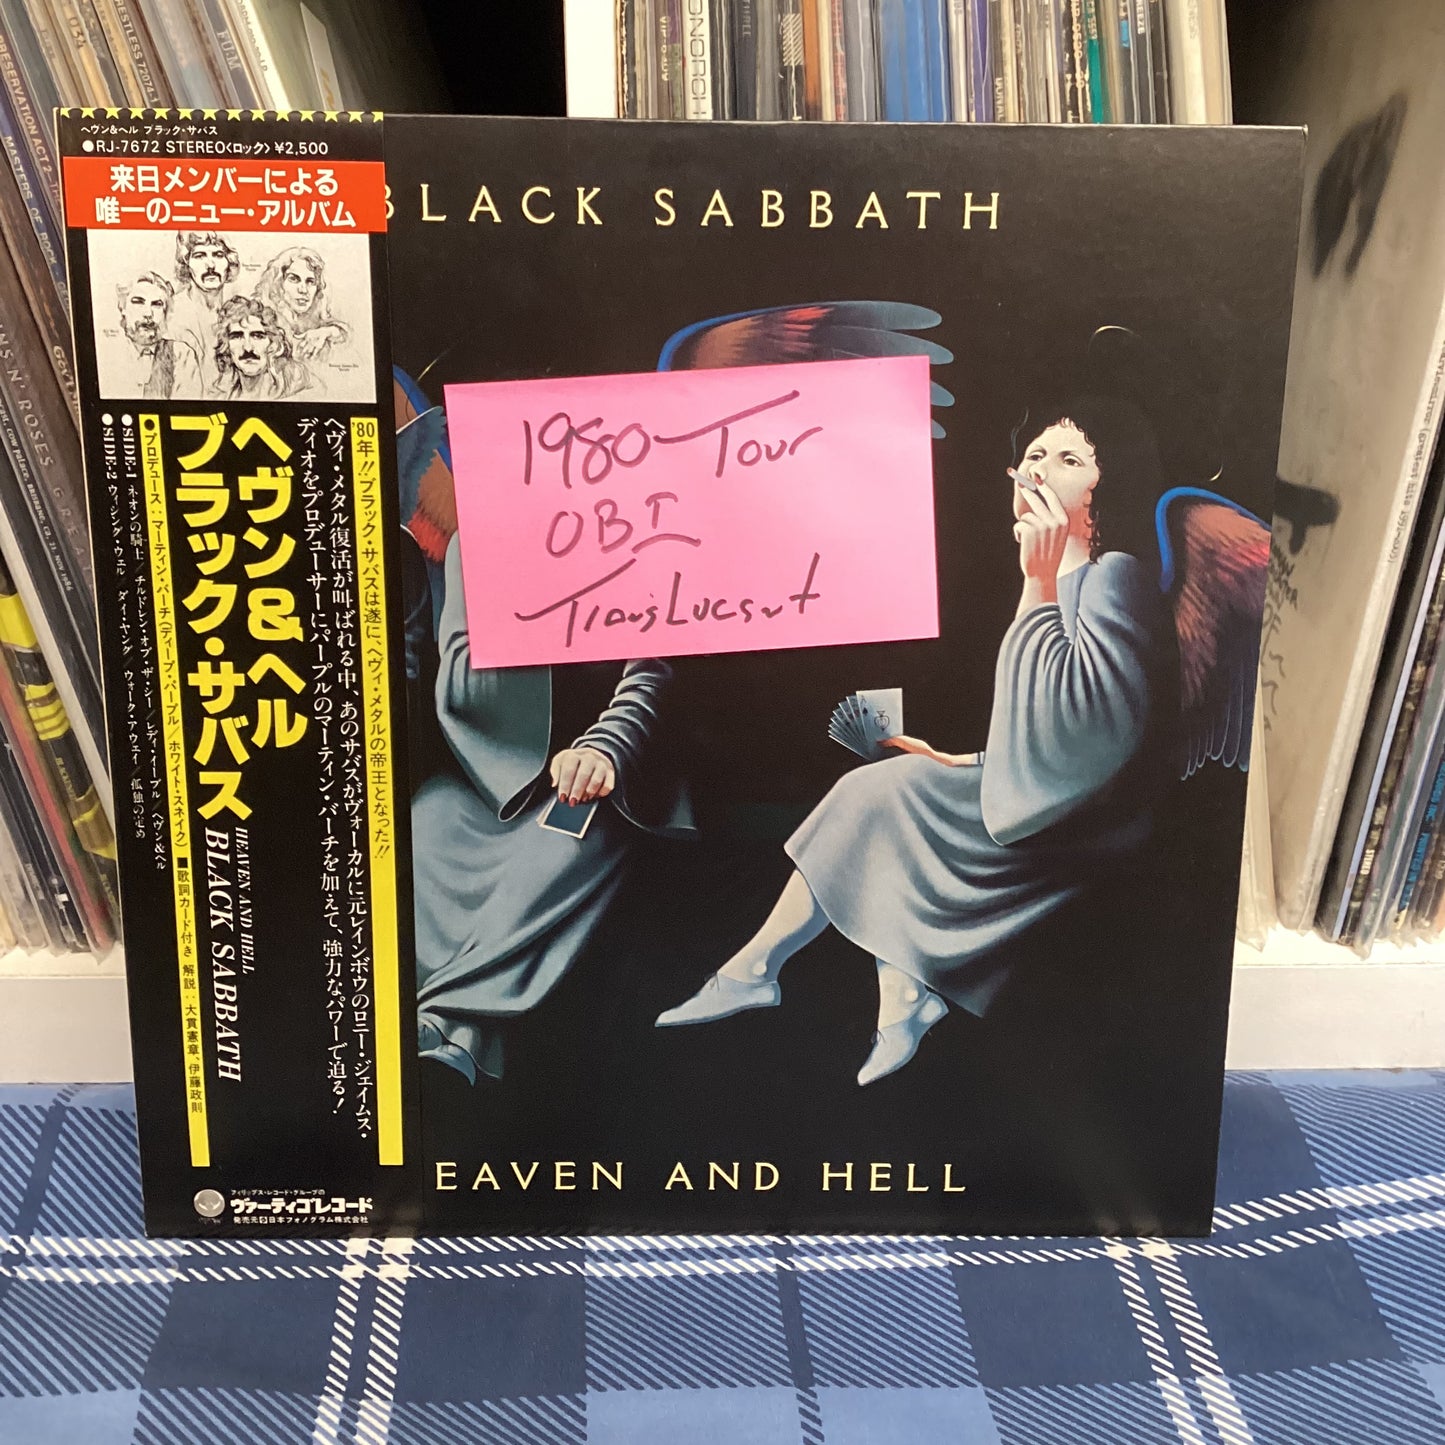 ヘヴン&ヘル ブラック・サバス
●RJ-7672 STEREO〈ロック〉¥2,500
来日メンバーによる
唯一のニュー・アルバム
'80年!!ブラック・サバスは遂に、ヘヴィ・メタルの帝王となった!!
ヘヴィ・メタル復活が叫ばれる中、あのサバスがヴォーカルに元レインボウのロニー・ジェイムス・
ディオをプロデューサーにパープルのマーティン・バーチを加えて、強力なパワーで迫る!
ヘヴン&ヘル
ブラック・サバス
HEAVEN AND HELL
BLACK SABBATH
●プロデュース:マーティン・バーチ(ディープ・パープル/ホワイト・スネイク) ■歌詞カード付き 解説:大貫憲章、伊藤政則
●SIDE-1 ネオンの騎士/チルドレン・オブ・ザ・シー/レディ・イーブル/ヘヴン&ヘル
●SIDE-2 ウィシング・ウェル/ダイ・ヤング/ウォーク・アウェイ/孤独の定め
フィリップス・レコード・グループの
ヴァーティゴレコード
発売元 日本フォノグラム株式会社
BLACK SABBATH
1980 Tour
OBI
Translucent
EAVEN AND HELL
GUNS N' ROSES
MASTERS OF ROCK